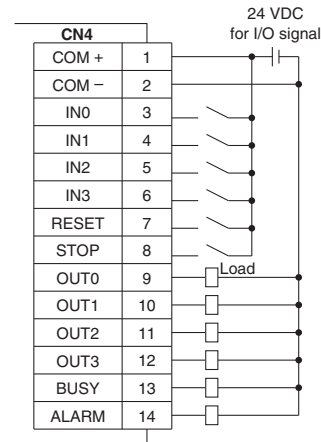 24 VDC
for I/O signal
CN4
COM + 1
COM – 2
IN0 3
IN1 4
IN2 5
IN3 6
RESET 7
STOP 8
OUT0 9 Load
OUT1 10
OUT2 11
OUT3 12
BUSY 13
ALARM 14